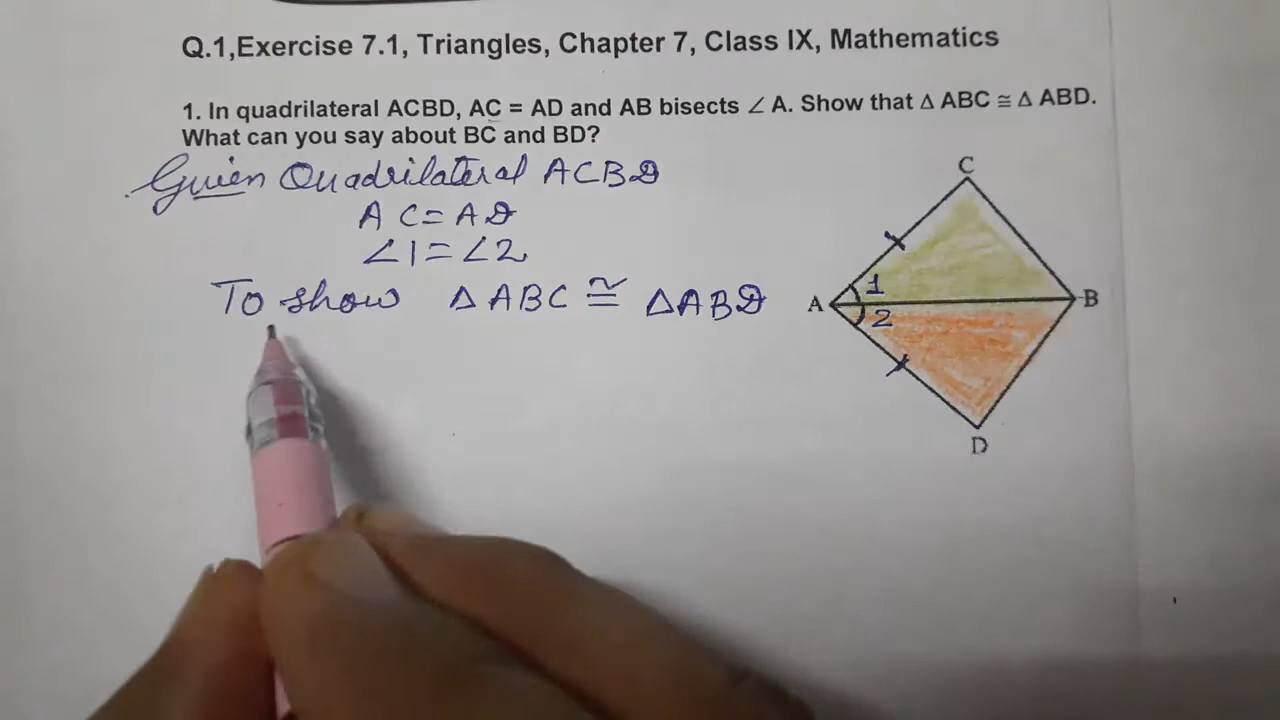 Q.1,Exercise 7.1, Triangles, Chapter 7, Class IX, Mathematics
1. In quadrilateral ACBD, AC = AD and AB bisects ∠ A. Show that Δ ABC ≅ Δ ABD.
What can you say about BC and BD?
Given Quadrilateral ACBD
AC = AD
∠1 = ∠2
To show Δ ABC ≅ Δ ABD
C
A
1
2
B
D